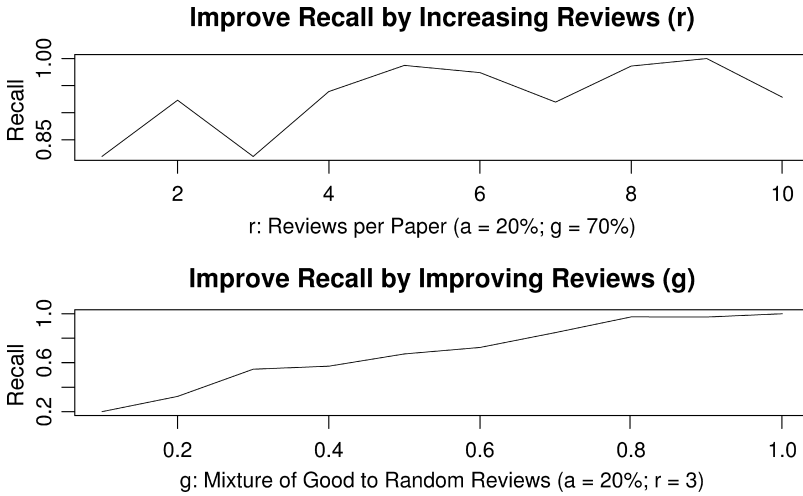 Improve Recall by Increasing Reviews (r)
Recall
1.00
0.85
2 4 6 8 10
r: Reviews per Paper (a = 20%; g = 70%)
Improve Recall by Improving Reviews (g)
Recall
1.0
0.6
0.2
0.2 0.4 0.6 0.8 1.0
g: Mixture of Good to Random Reviews (a = 20%; r = 3)